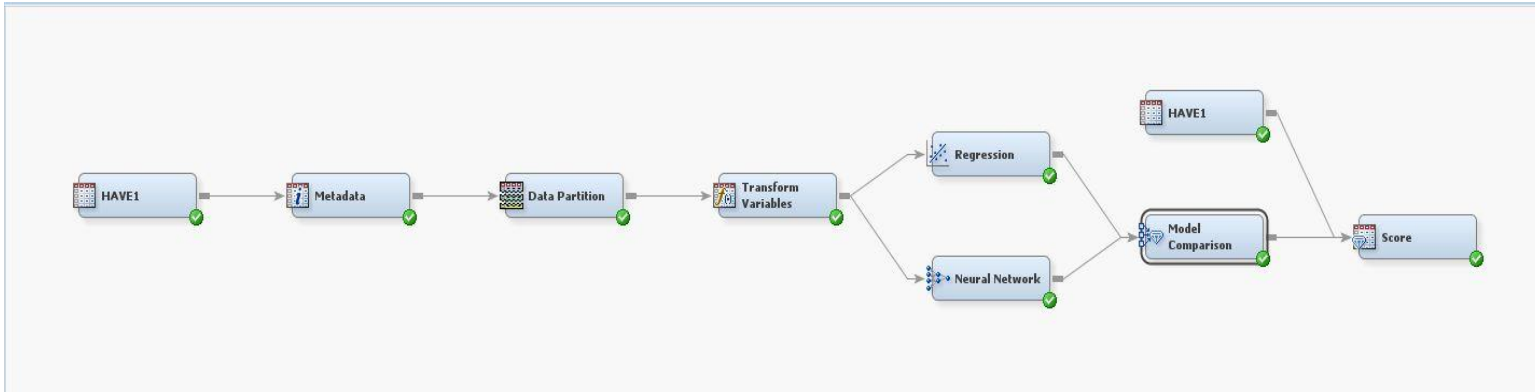 HAVE1
Metadata
Data Partition
Transform
Variables
Regression
Neural Network
HAVE1
Model
Comparison
Score